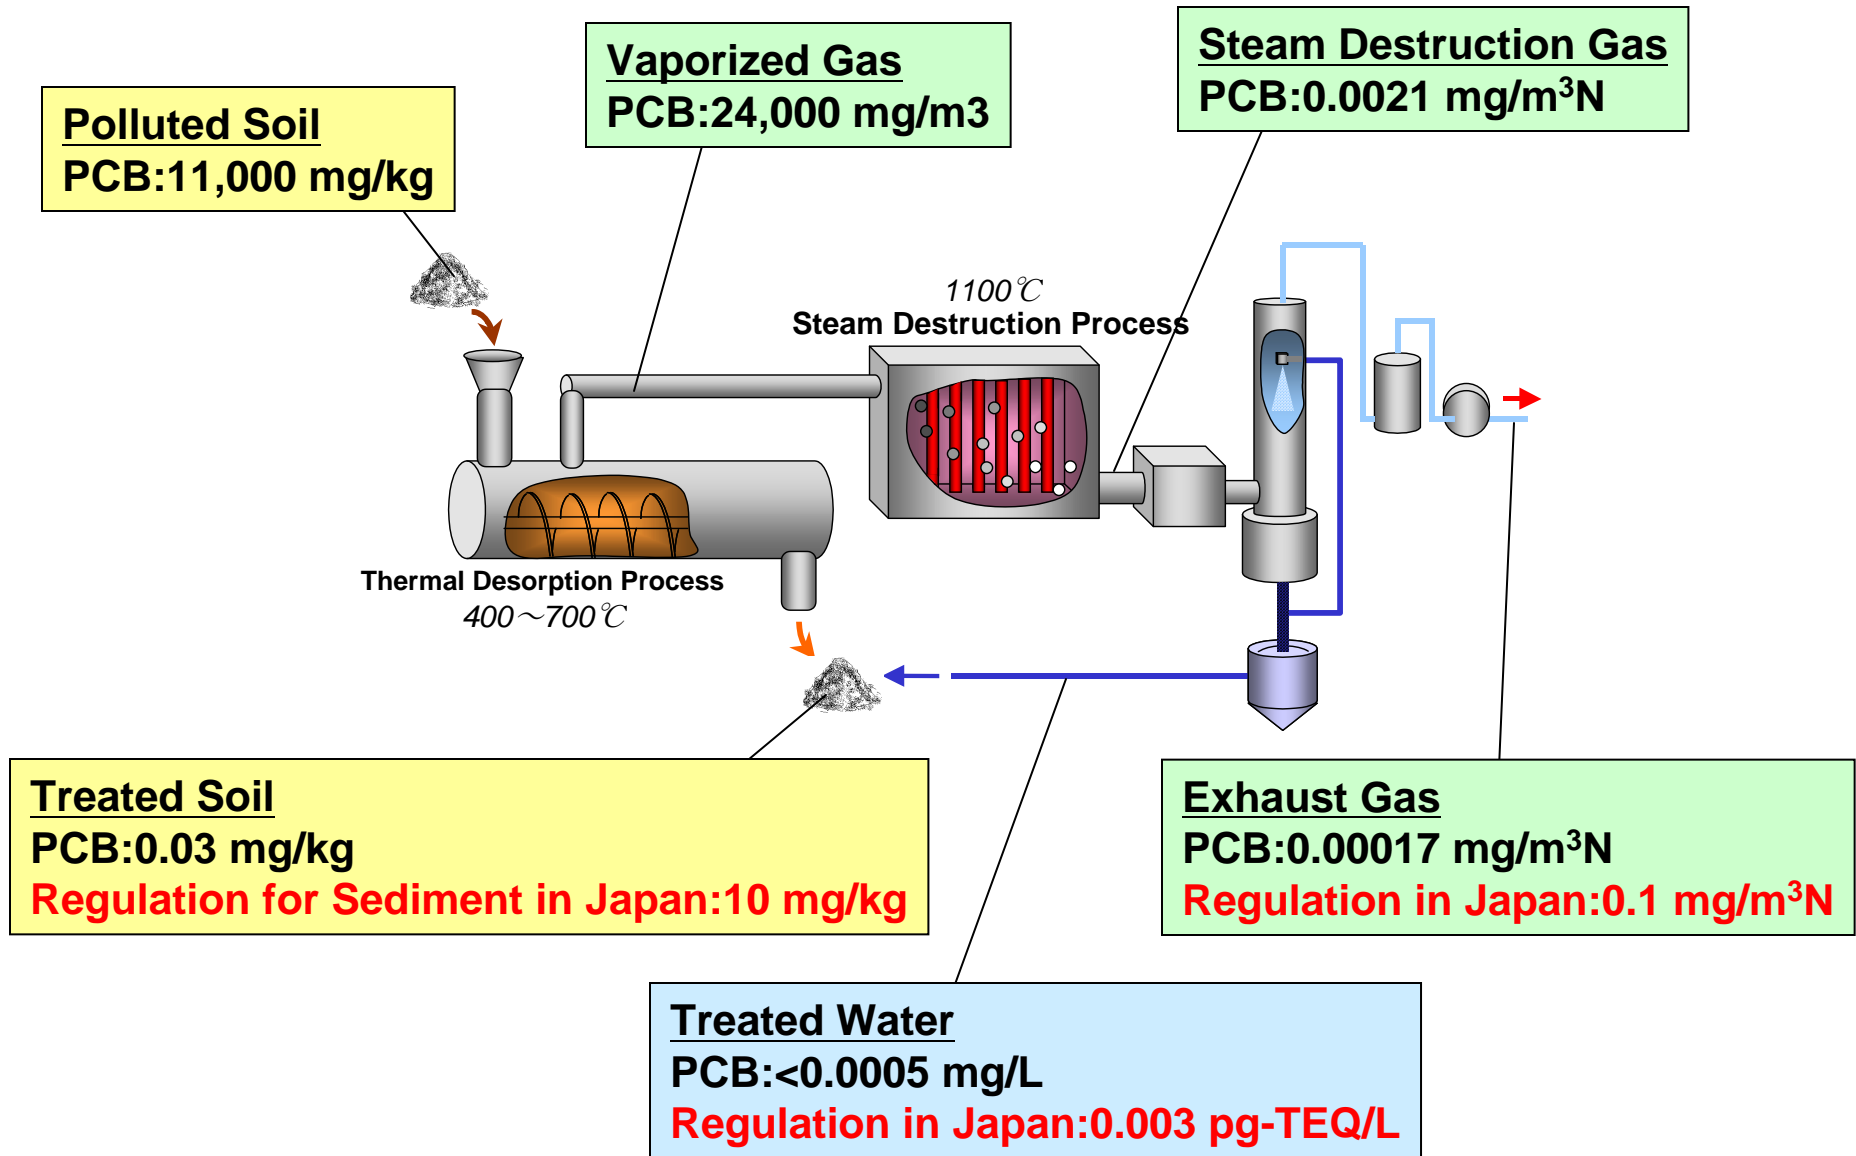 Vaporized Gas
PCB:24,000 mg/m3
Steam Destruction Gas
PCB:0.0021 mg/m³N
Polluted Soil
PCB:11,000 mg/kg
1100℃
Steam Destruction Process
Thermal Desorption Process
400～700℃
Treated Soil
PCB:0.03 mg/kg
Regulation for Sediment in Japan:10 mg/kg
Exhaust Gas
PCB:0.00017 mg/m³N
Regulation in Japan:0.1 mg/m³N
Treated Water
PCB:<0.0005 mg/L
Regulation in Japan:0.003 pg-TEQ/L